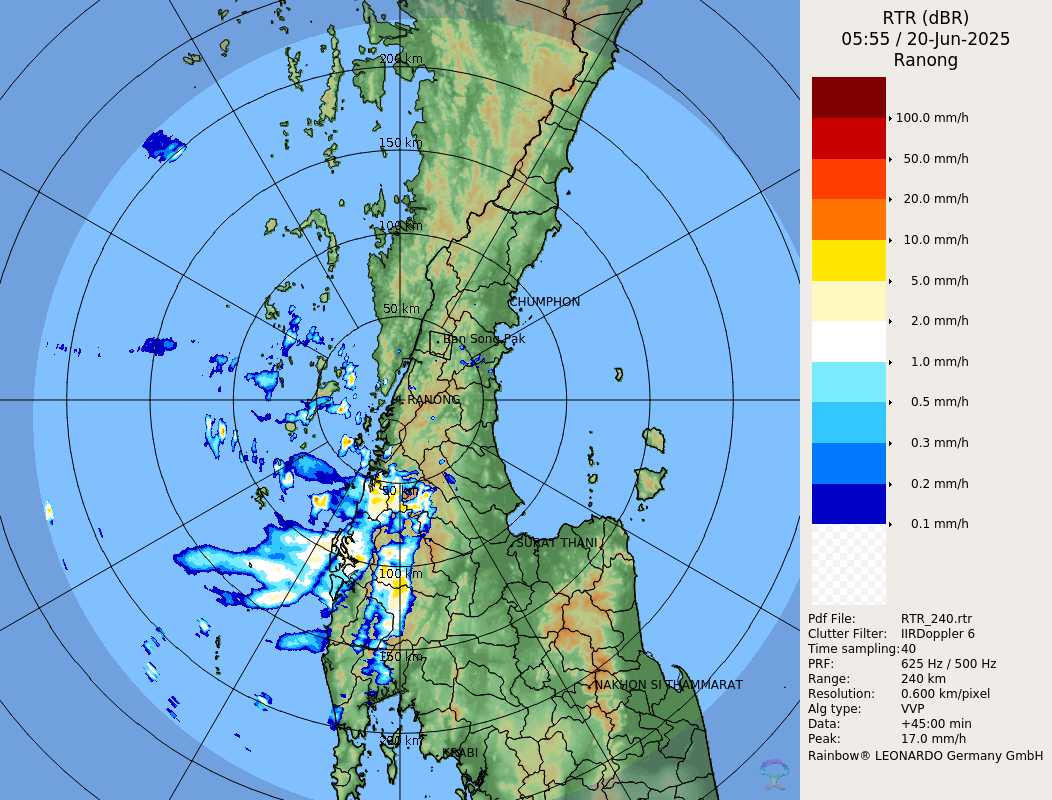 RTR (dBR)
05:55 / 20-Jun-2025
Ranong
200 km
150 km
100 km
CHUMPHON
50 km
Ban Song Pak
RANONG
50 km
SURAT THANI
100 km
150 km
NAKHON SI THAMMARAT
200 km
KRABI
100.0 mm/h
50.0 mm/h
20.0 mm/h
10.0 mm/h
5.0 mm/h
2.0 mm/h
1.0 mm/h
0.5 mm/h
0.3 mm/h
0.2 mm/h
0.1 mm/h
Pdf File: RTR_240.rtr
Clutter Filter: IIRDoppler 6
Time sampling:40
PRF: 625 Hz / 500 Hz
Range: 240 km
Resolution: 0.600 km/pixel
Alg type: VVP
Data: +45:00 min
Peak: 17.0 mm/h
Rainbow® LEONARDO Germany GmbH